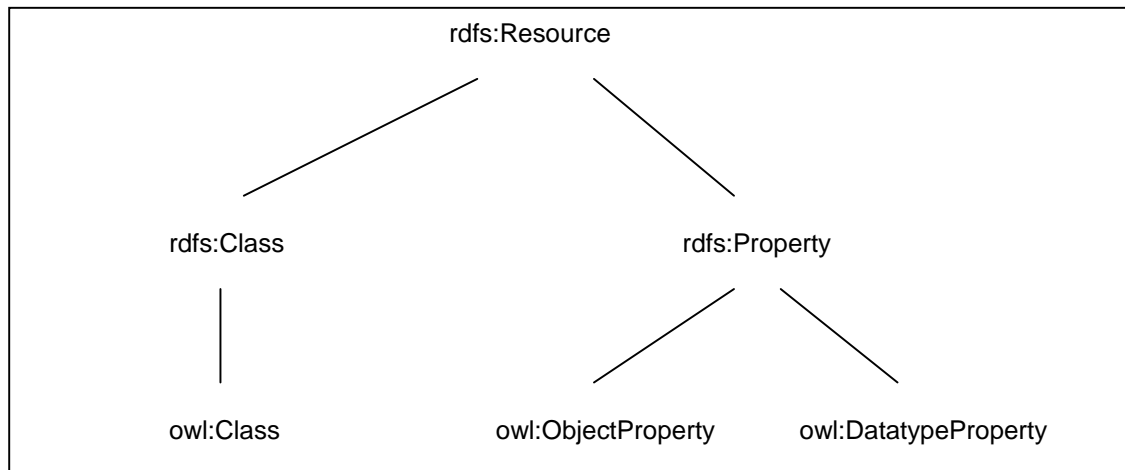 rdfs:Resource
rdfs:Class
rdfs:Property
owl:Class
owl:ObjectProperty
owl:DatatypeProperty